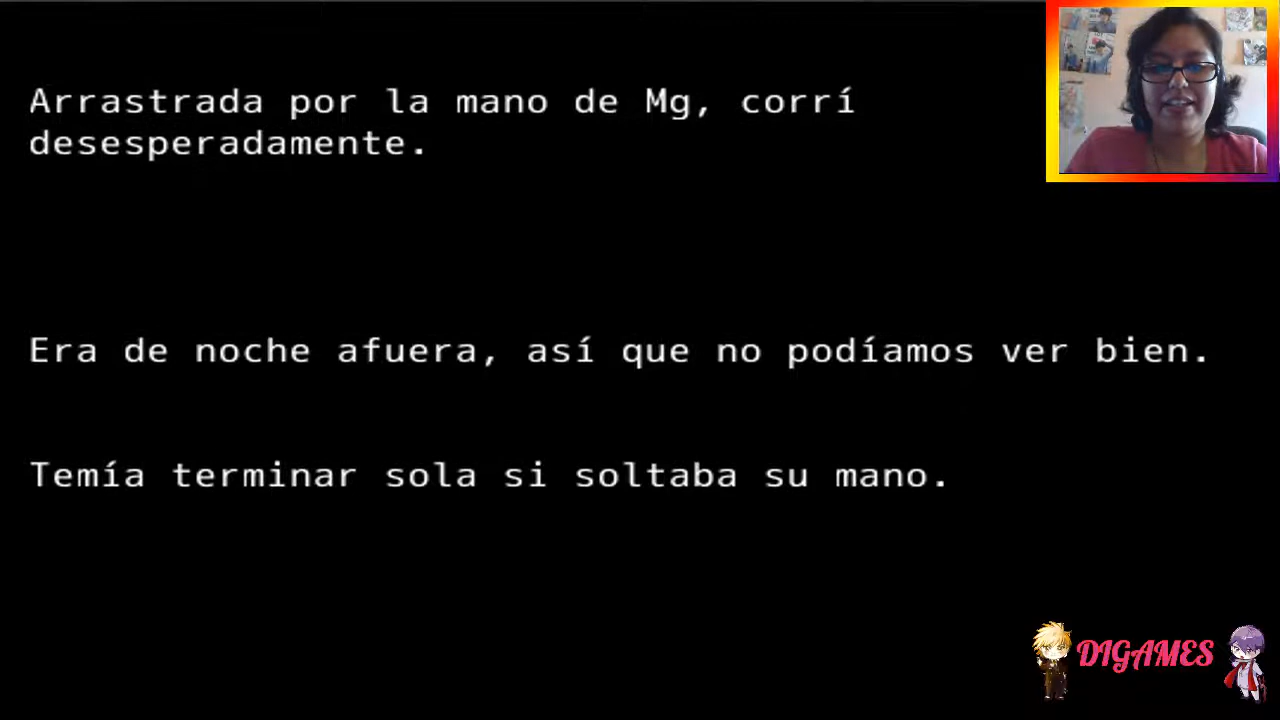 Arrastrada por la mano de Mg, corrí
desesperadamente.
Era de noche afuera, así que no podíamos ver bien.
Temía terminar sola si soltaba su mano.
DIGAMES